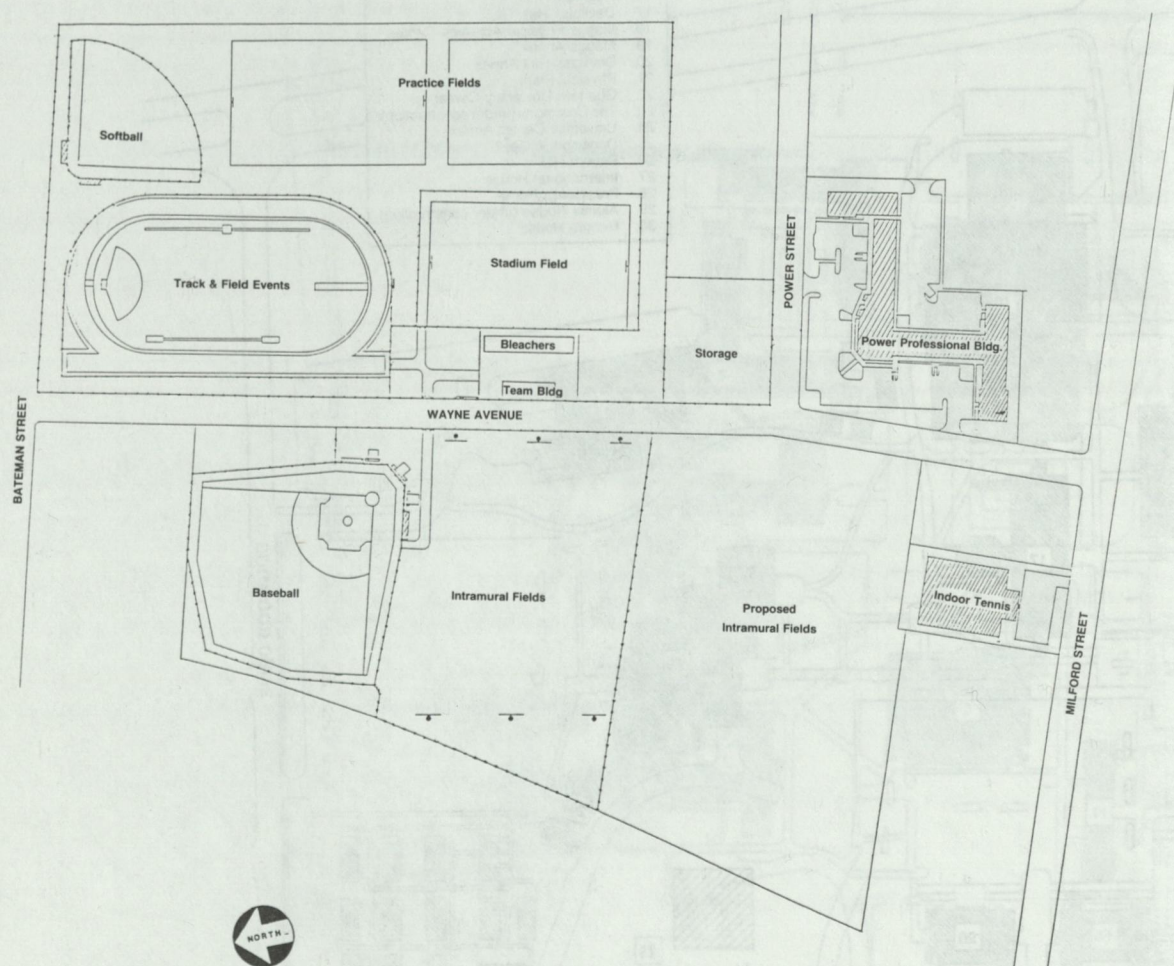 Practice Fields
Softball
Track & Field Events
Stadium Field
Bleachers
Team Bldg
Storage
POWER STREET
Power Professional Bldg.
WAYNE AVENUE
BATEMAN STREET
Baseball
Intramural Fields
Proposed
Intramural Fields
Indoor Tennis
MILFORD STREET
NORTH